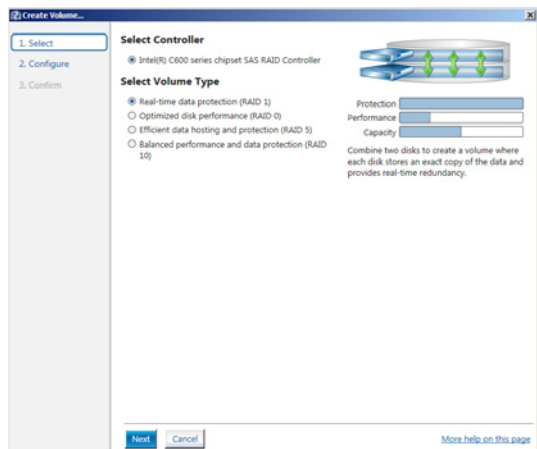 Create Volume...
1. Select
2. Configure
3. Confirm
Select Controller
Intel(R) C600 series chipset SAS RAID Controller
Select Volume Type
Real-time data protection (RAID 1)
Optimized disk performance (RAID 0)
Efficient data hosting and protection (RAID 5)
Balanced performance and data protection (RAID
10)
Protection
Performance
Capacity
Combine two disks to create a volume where
each disk stores an exact copy of the data and
provides real-time redundancy.
Next
Cancel
More help on this page